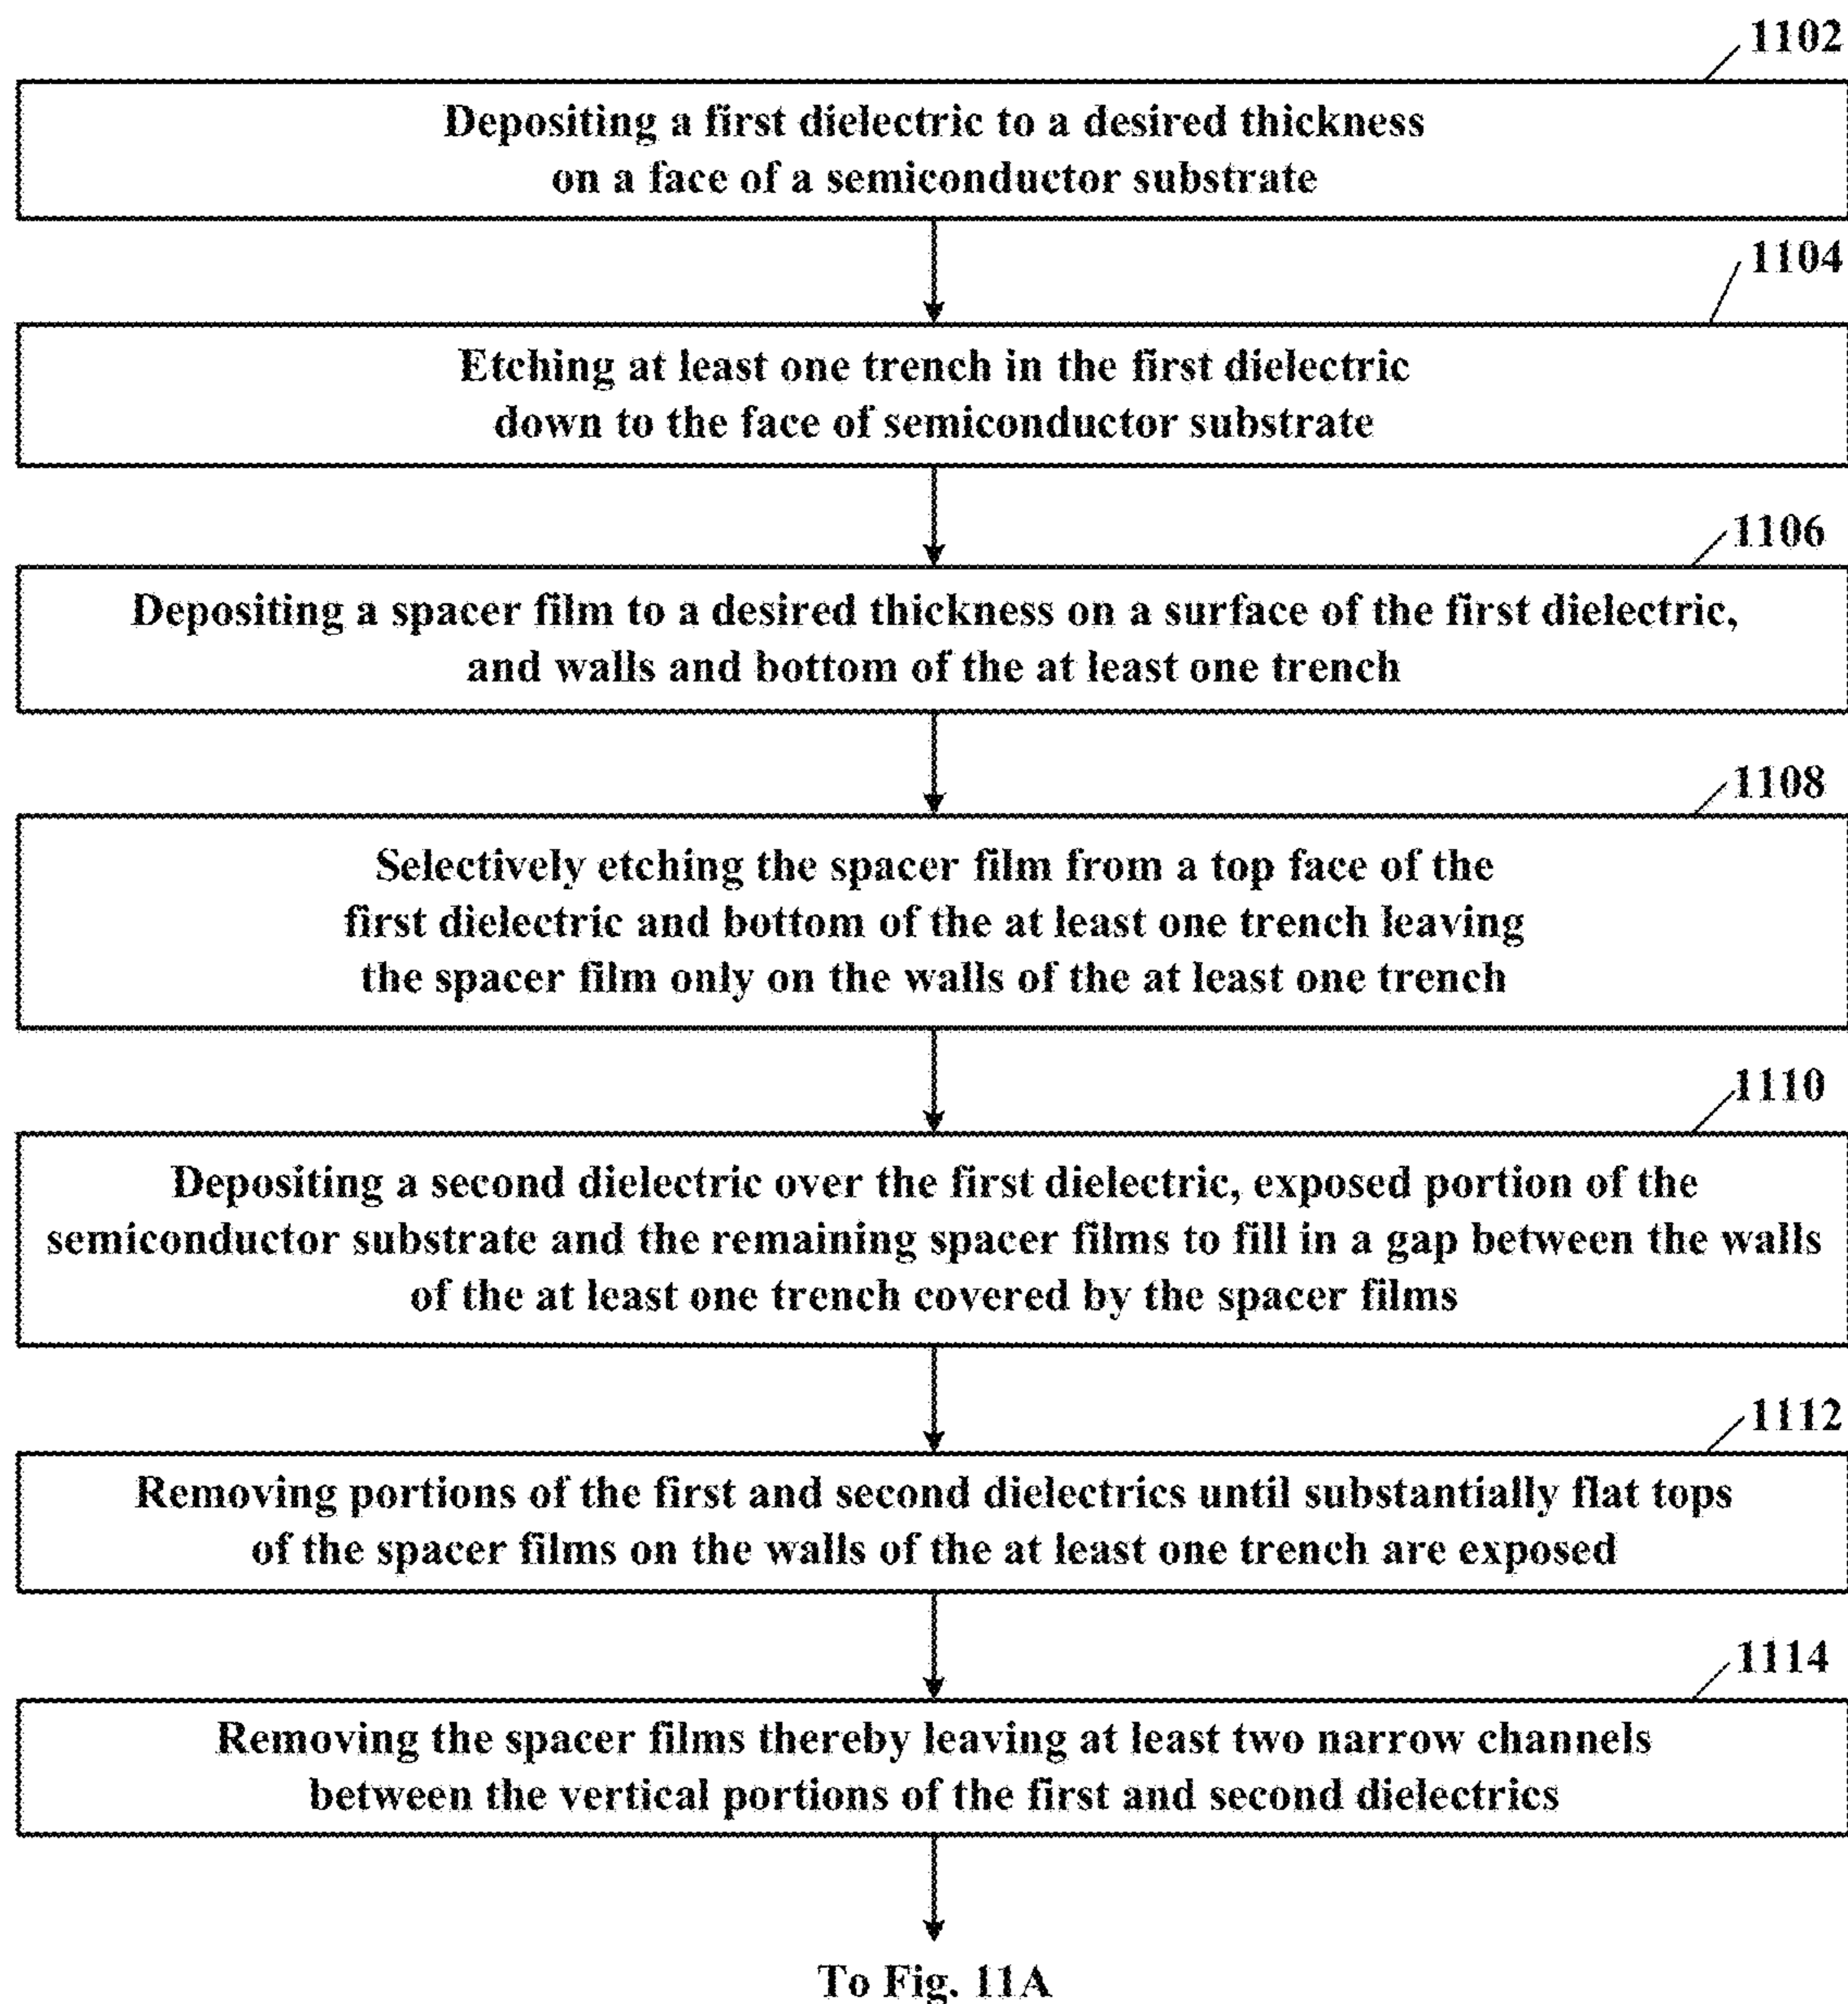 1102
Depositing a first dielectric to a desired thickness
on a face of a semiconductor substrate
1104
Etching at least one trench in the first dielectric
down to the face of semiconductor substrate
1106
Depositing a spacer film to a desired thickness on a surface of the first dielectric,
and walls and bottom of the at least one trench
1108
Selectively etching the spacer film from a top face of the
first dielectric and bottom of the at least one trench leaving
the spacer film only on the walls of the at least one trench
1110
Depositing a second dielectric over the first dielectric, exposed portion of the
semiconductor substrate and the remaining spacer films to fill in a gap between the walls
of the at least one trench covered by the spacer films
1112
Removing portions of the first and second dielectrics until substantially flat tops
of the spacer films on the walls of the at least one trench are exposed
1114
Removing the spacer films thereby leaving at least two narrow channels
between the vertical portions of the first and second dielectrics
To Fig. 11A